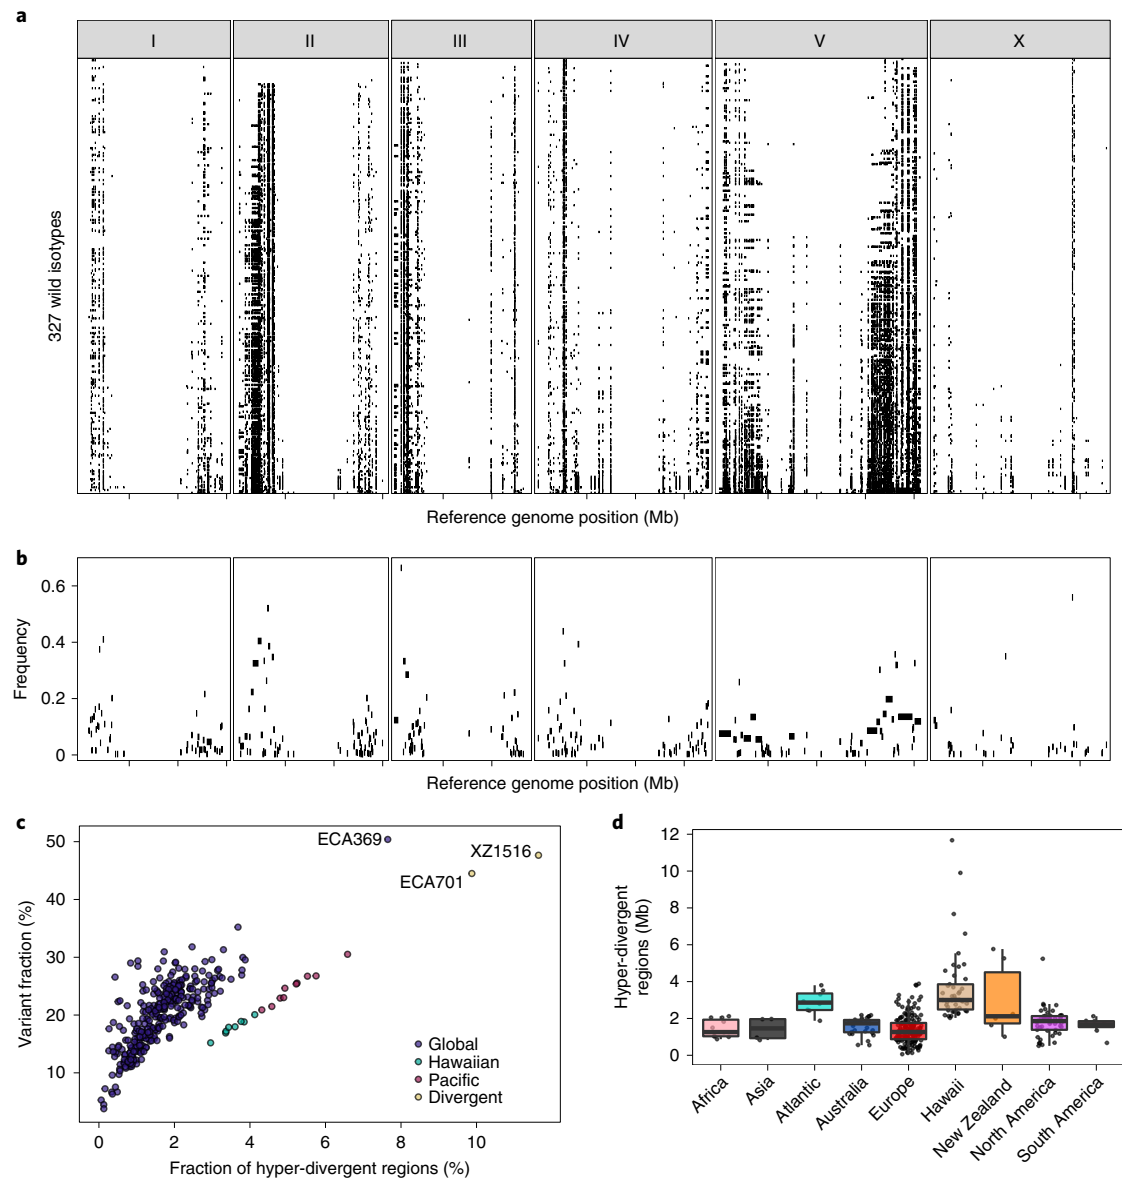 a
I II III IV V X
327 wild isotypes
Reference genome position (Mb)
b
Frequency
0.6
0.4
0.2
0
Reference genome position (Mb)
c
Variant fraction (%)
50
40
30
20
10
ECA369
XZ1516
ECA701
Global
Hawaiian
Pacific
Divergent
0 2 4 6 8 10
Fraction of hyper-divergent regions (%)
d
Hyper-divergent
regions (Mb)
12
10
8
6
4
2
0
Africa
Asia
Atlantic
Australia
Europe
Hawaii
New Zealand
North America
South America